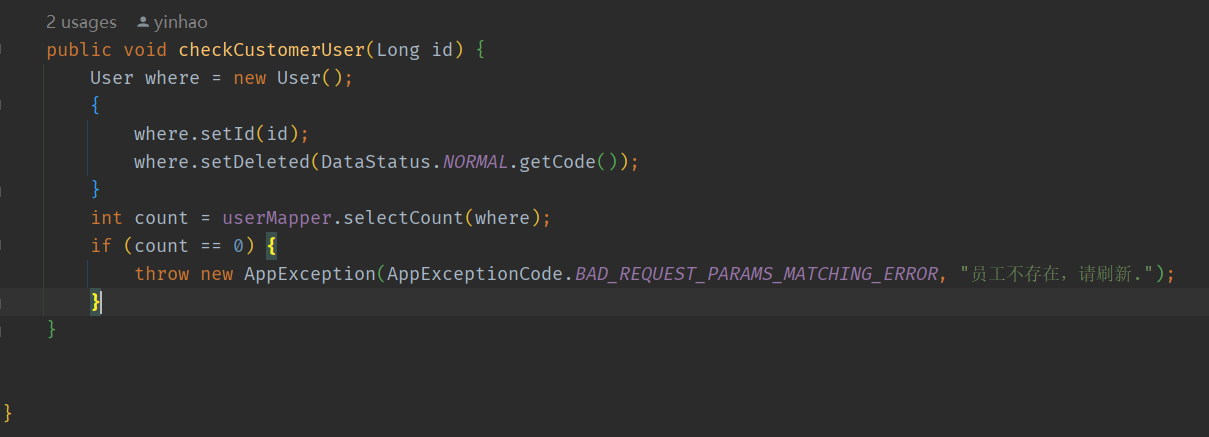 2 usages yinhao
public void checkCustomerUser(Long id) {
User where = new User();
{
where.setId(id);
where.setDeleted(DataStatus.NORMAL.getCode());
}
int count = userMapper.selectCount(where);
if (count == 0) {
throw new AppException(AppExceptionCode.BAD_REQUEST_PARAMS_MATCHING_ERROR, "员工不存在，请刷新.");
}
}
}